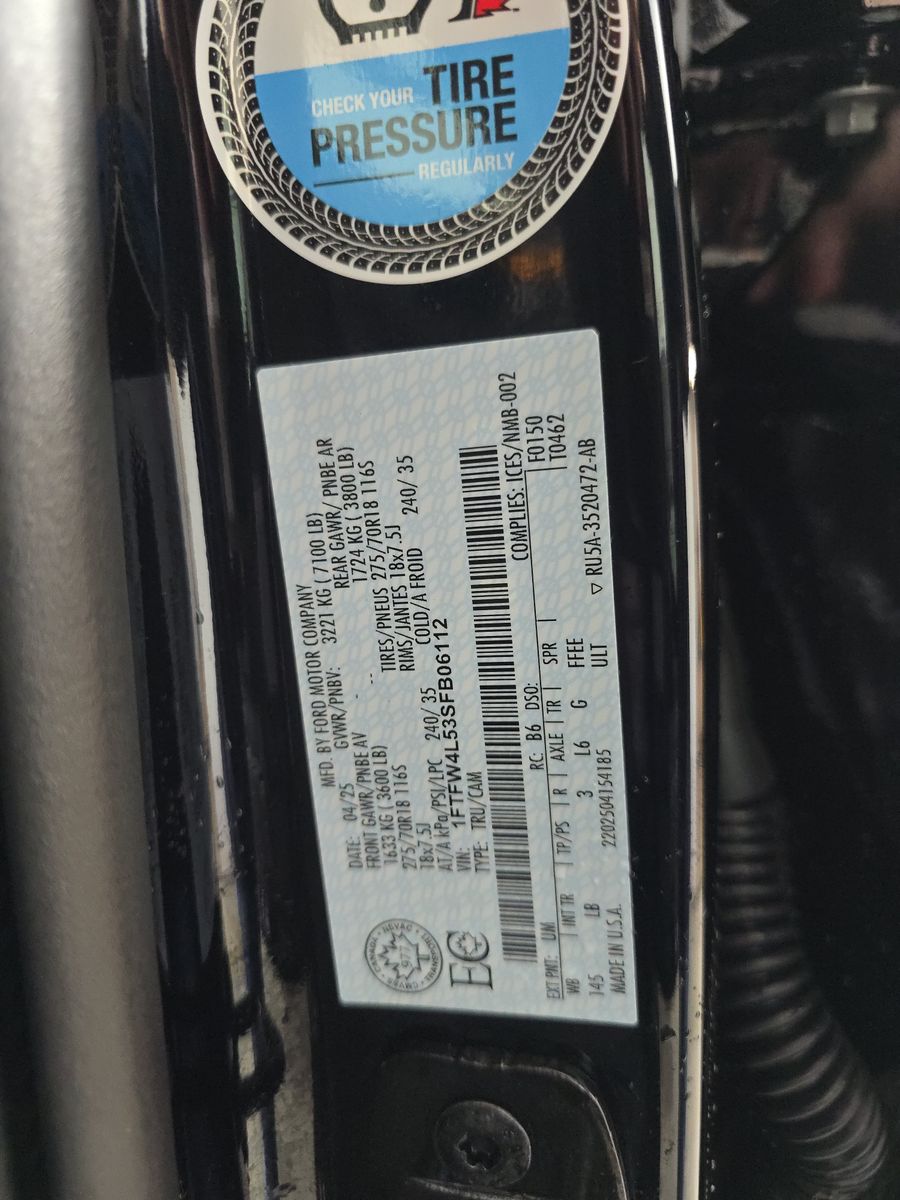 CHECK YOUR TIRE
PRESSURE
REGULARLY
MFD. BY FORD MOTOR COMPANY
DATE: 04/25 GVWR/PNBV: 3221 KG ( 7100 LB)
FRONT GAWR/PNBE AV REAR GAWR/ PNBE AR
1633 KG ( 3600 LB) 1724 KG ( 3800 LB)
275/70R18 116S TIRES/PNEUS 275/70R18 116S
18x7.5J RIMS/JANTES 18x7.5J
AT/A kPa/PSI/LPC 240/ 35 COLD/A FROID 240/ 35
VIN: 1FTFW4L53SFB06112
TYPE: TRU/CAM
COMPLIES: ICES/NMB-002
EXT PNT: UM RC: B6 DSO: F0150
WB INT TR TP/PS R AXLE TR SPR T0462
145 LB 3 L6 G FFEE
ULT
MADE IN U.S.A. 2202504154185 ▽ RU5A-3520472-AB
EC
977